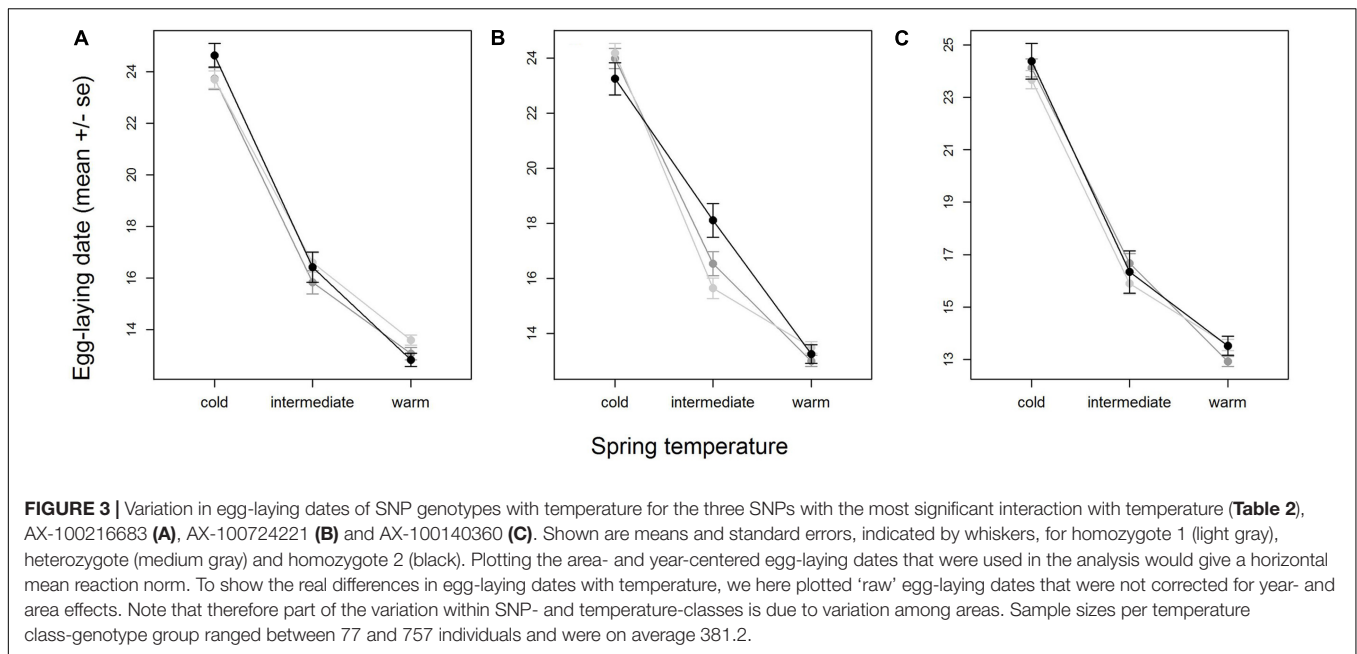 A
B
C
Egg-laying date (mean +/- se)
24
22
20
18
16
14
cold
intermediate
warm
24
22
20
18
16
14
cold
intermediate
warm
25
23
21
19
17
15
13
cold
intermediate
warm
Spring temperature
FIGURE 3 | Variation in egg-laying dates of SNP genotypes with temperature for the three SNPs with the most significant interaction with temperature (Table 2),
AX-100216683 (A), AX-100724221 (B) and AX-100140360 (C). Shown are means and standard errors, indicated by whiskers, for homozygote 1 (light gray),
heterozygote (medium gray) and homozygote 2 (black). Plotting the area- and year-centered egg-laying dates that were used in the analysis would give a horizontal
mean reaction norm. To show the real differences in egg-laying dates with temperature, we here plotted ‘raw’ egg-laying dates that were not corrected for year- and
area effects. Note that therefore part of the variation within SNP- and temperature-classes is due to variation among areas. Sample sizes per temperature
class-genotype group ranged between 77 and 757 individuals and were on average 381.2.